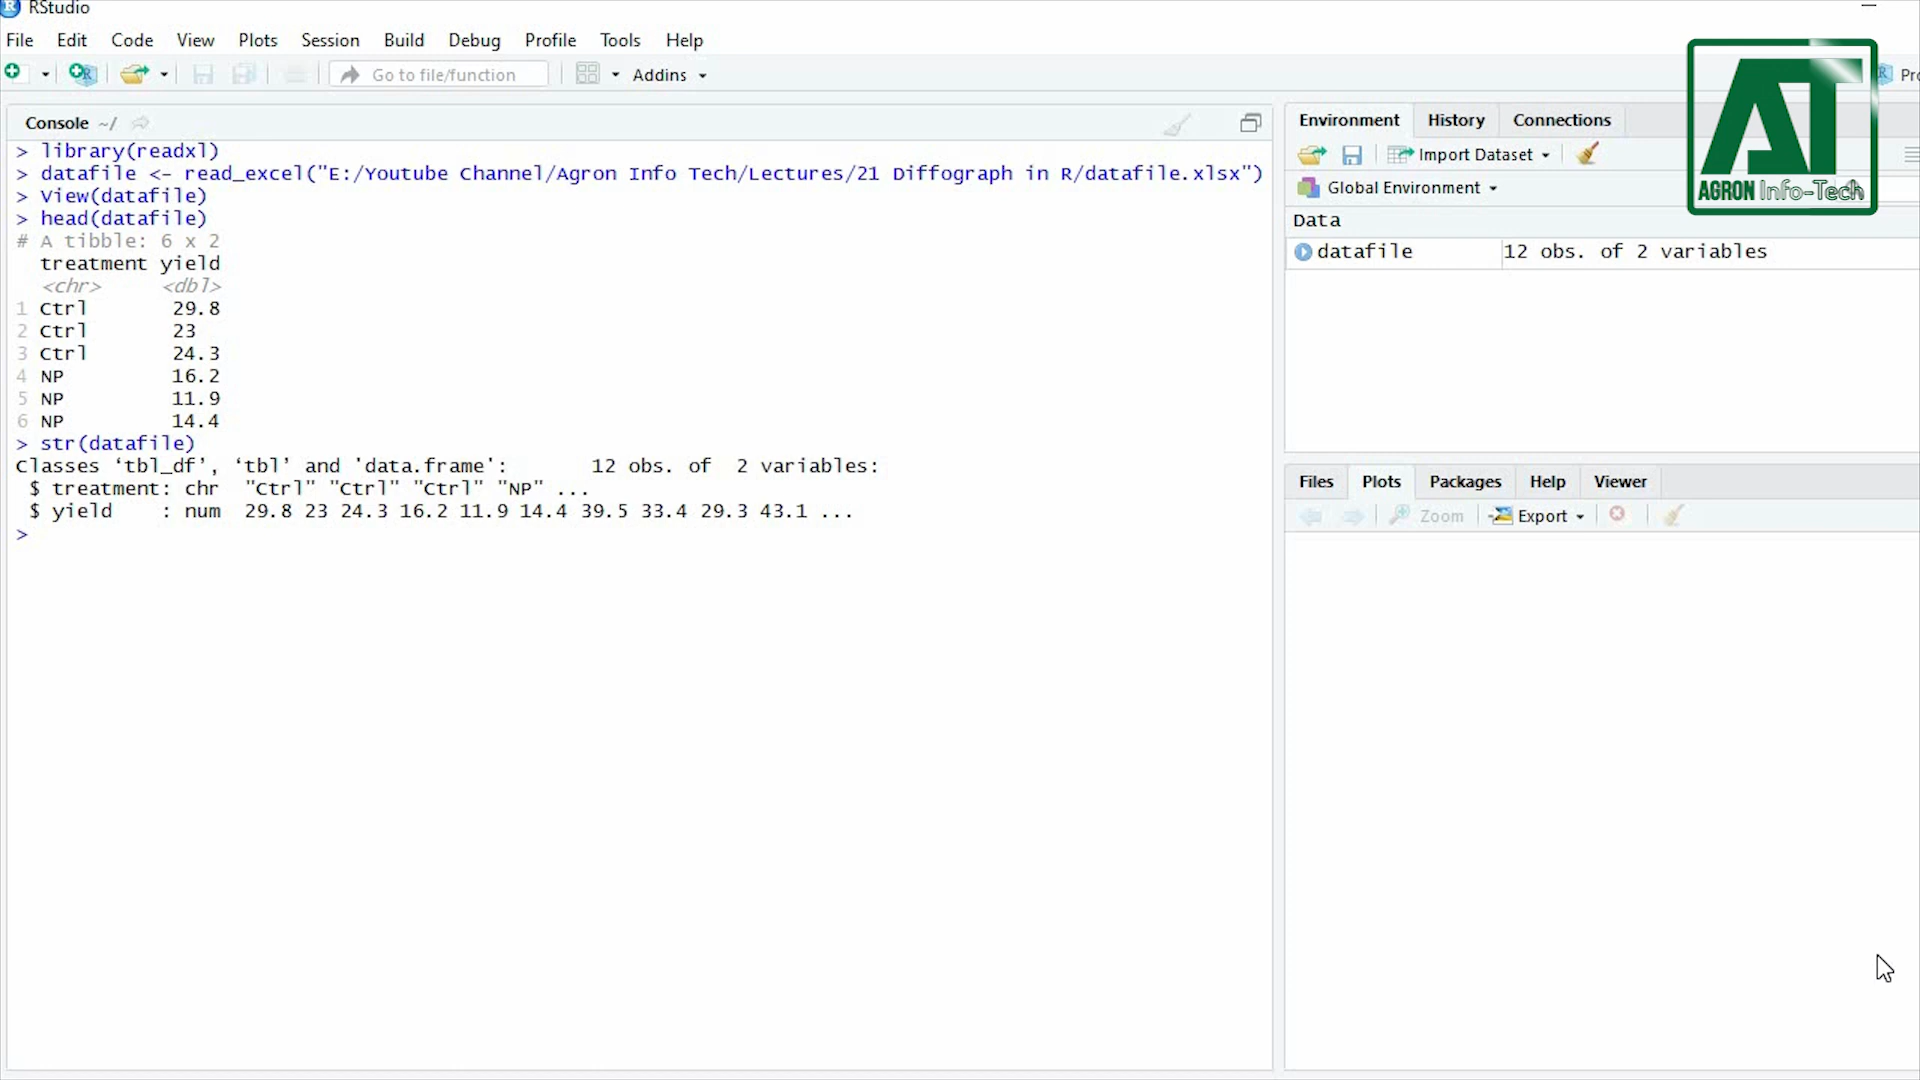 RStudio
File Edit Code View Plots Session Build Debug Profile Tools Help
Go to file/function Addins
Console ~/
> library(readxl)
> datafile <- read_excel("E:/Youtube Channel/Agron Info Tech/Lectures/21 Diffograph in R/datafile.xlsx")
> View(datafile)
> head(datafile)
# A tibble: 6 x 2
treatment yield
<chr> <dbl>
1 Ctrl 29.8
2 Ctrl 23
3 Ctrl 24.3
4 NP 16.2
5 NP 11.9
6 NP 14.4
> str(datafile)
Classes ‘tbl_df’, ‘tbl’ and 'data.frame': 12 obs. of 2 variables:
$ treatment: chr "Ctrl" "Ctrl" "Ctrl" "NP" ...
$ yield : num 29.8 23 24.3 16.2 11.9 14.4 39.5 33.4 29.3 43.1 ...
>
Environment History Connections
Import Dataset
Global Environment
Data
datafile 12 obs. of 2 variables
Files Plots Packages Help Viewer
Zoom Export
AT
AGRON Info-Tech